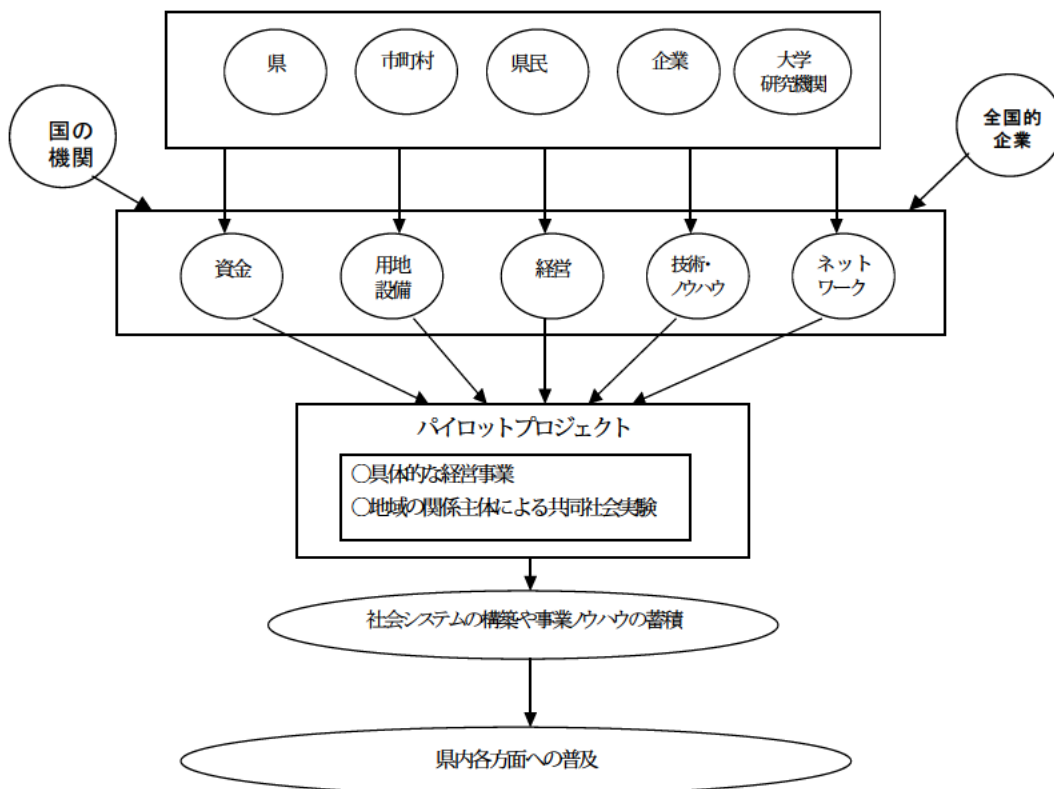 県
市町村
県民
企業
大学
研究機関
国の
機関
全国的
企業
資金
用地
設備
経営
技術・
ノウハウ
ネット
ワーク
パイロットプロジェクト
○具体的な経営事業
○地域の関係主体による共同社会実験
社会システムの構築や事業ノウハウの蓄積
県内各方面への普及